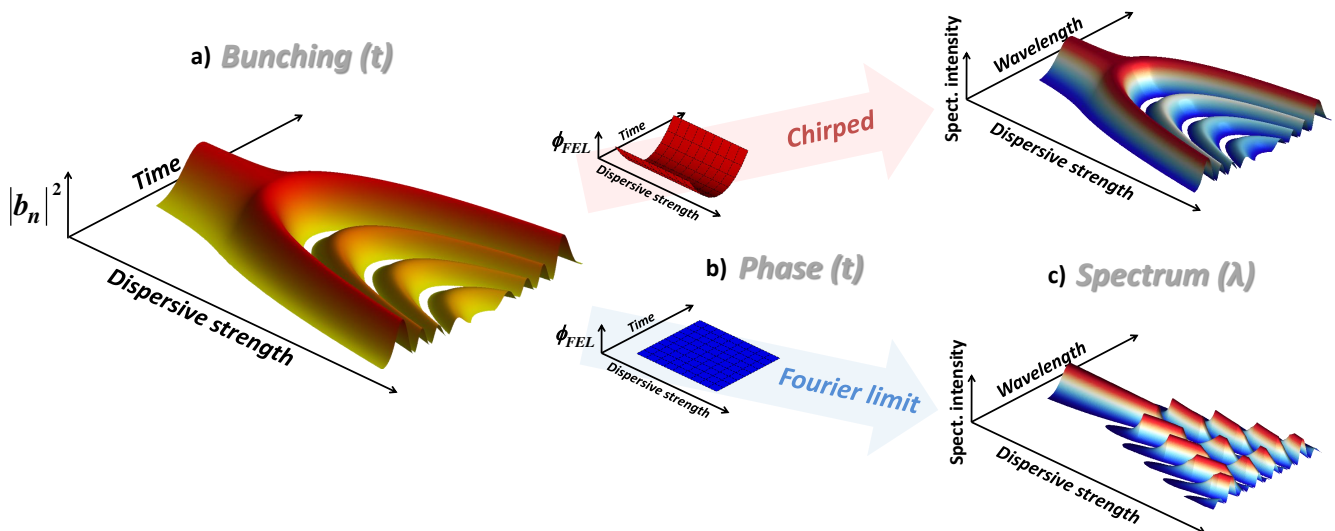 a) Bunching (t)
|b_n|^2
Time
Dispersive strength
ϕ_FEL
Time
Dispersive strength
Chirped
b) Phase (t)
ϕ_FEL
Time
Dispersive strength
Fourier limit
Spect. intensity
Wavelength
Dispersive strength
c) Spectrum (λ)
Spect. intensity
Wavelength
Dispersive strength